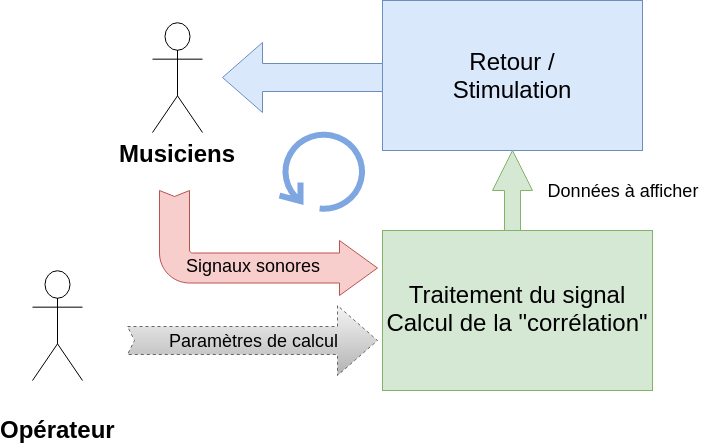 Retour /
Stimulation
Musiciens
Données à afficher
Signaux sonores
Traitement du signal
Calcul de la "corrélation"
Paramètres de calcul
Opérateur